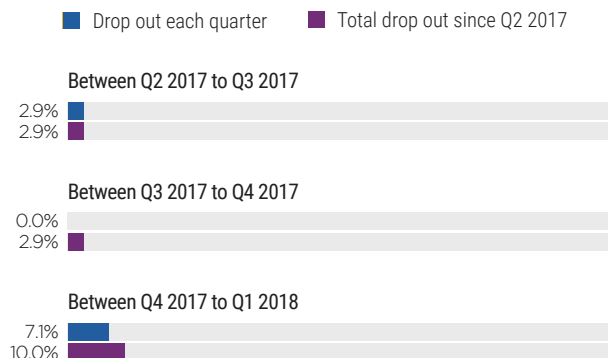 Drop out each quarter Total drop out since Q2 2017
Between Q2 2017 to Q3 2017
2.9%
2.9%
Between Q3 2017 to Q4 2017
0.0%
2.9%
Between Q4 2017 to Q1 2018
7.1%
10.0%